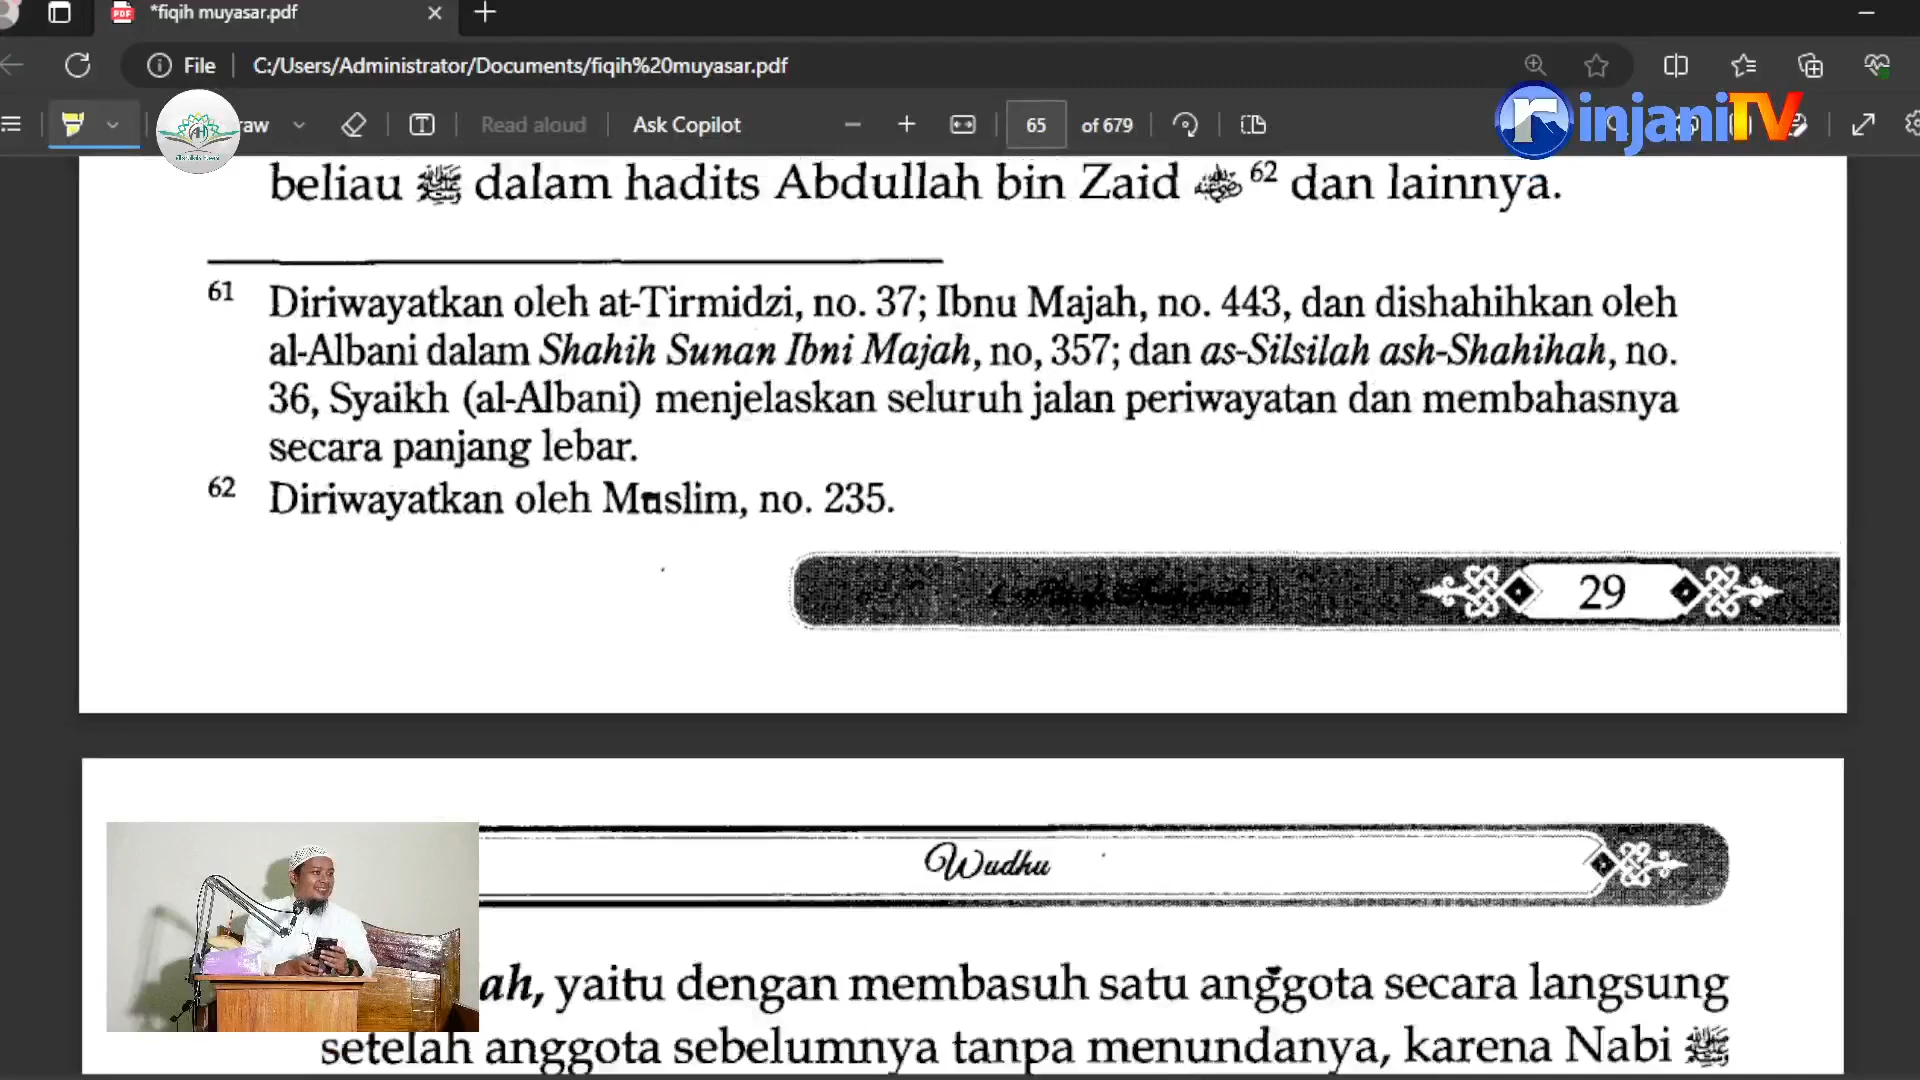 *fiqih muyasar.pdf
File
C:/Users/Administrator/Documents/fiqih%20muyasar.pdf
Read aloud
Ask Copilot
65 of 679
rinjaniTV
beliau ﷺ dalam hadits Abdullah bin Zaid 62 dan lainnya.
61 Diriwayatkan oleh at-Tirmidzi, no. 37; Ibnu Majah, no. 443, dan dishahihkan oleh
al-Albani dalam Shahih Sunan Ibni Majah, no, 357; dan as-Silsilah ash-Shahihah, no.
36, Syaikh (al-Albani) menjelaskan seluruh jalan periwayatan dan membahasnya
secara panjang lebar.
62 Diriwayatkan oleh Muslim, no. 235.
29
Wudhu
ah, yaitu dengan membasuh satu anggota secara langsung
setelah anggota sebelumnya tanpa menundanya, karena Nabi ﷺ